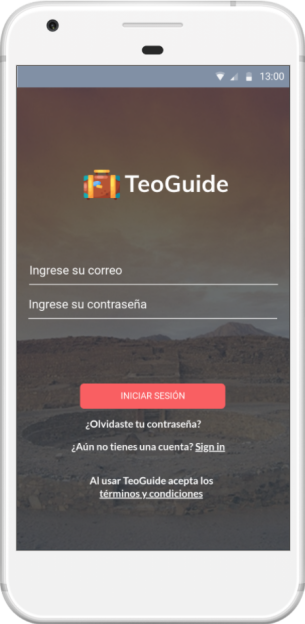 13:00
TeoGuide
Ingrese su correo
Ingrese su contraseña
INICIAR SESIÓN
¿Olvidaste tu contraseña?
¿Aún no tienes una cuenta? Sign in
Al usar TeoGuide acepta los
términos y condiciones